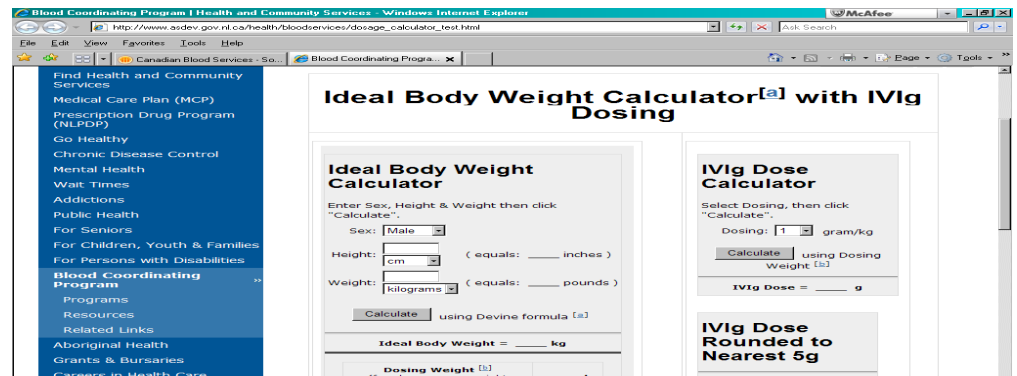 Blood Coordinating Program | Health and Community Services - Windows Internet Explorer
McAfee
http://www.asdev.gov.nl.ca/health/bloodservices/dosage_calculator_test.html
Ask Search
File Edit View Favorites Tools Help
Canadian Blood Services - So...
Blood Coordinating Progra...
Page
Tools
Find Health and Community
Services
Medical Care Plan (MCP)
Prescription Drug Program
(NLPDP)
Go Healthy
Chronic Disease Control
Mental Health
Wait Times
Addictions
Public Health
For Seniors
For Children, Youth & Families
For Persons with Disabilities
Blood Coordinating
Program »
Programs
Resources
Related Links
Aboriginal Health
Grants & Bursaries
Careers in Health Care
Ideal Body Weight Calculator[a] with IVIg
Dosing
Ideal Body Weight
Calculator
Enter Sex, Height & Weight then click
"Calculate".
Sex: Male
Height: cm ( equals: ____ inches )
Weight: kilograms ( equals: ____ pounds )
Calculate using Devine formula [a]
Ideal Body Weight = ____ kg
Dosing Weight [b]
IVIg Dose
Calculator
Select Dosing, then click
"Calculate".
Dosing: 1 gram/kg
Calculate using Dosing
Weight [b]
IVIg Dose = ____ g
IVIg Dose
Rounded to
Nearest 5g